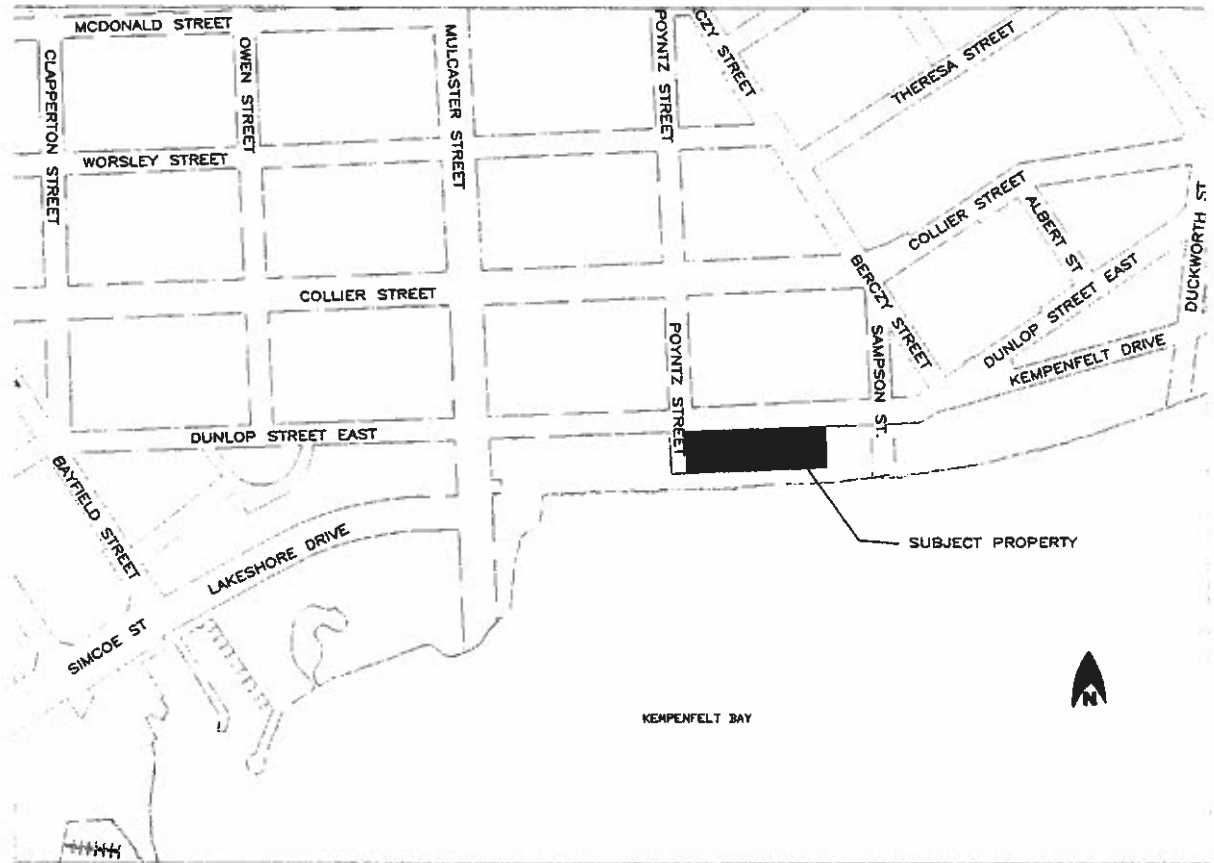 MCDONALD STREET
CLAPPERTON STREET
OWEN STREET
MULCASTER STREET
POYNTZ STREET
RCZY STREET
THERESA STREET
WORSLEY STREET
COLLIER STREET
ALBERT ST
DUCKWORTH ST
COLLIER STREET
BERCZY STREET
DUNLOP STREET EAST
POYNTZ STREET
SAMPSON ST.
KEMPENFELT DRIVE
DUNLOP STREET EAST
BAYFIELD STREET
LAKESHORE DRIVE
SUBJECT PROPERTY
SIMCOE ST
KEMPENFELT BAY
N